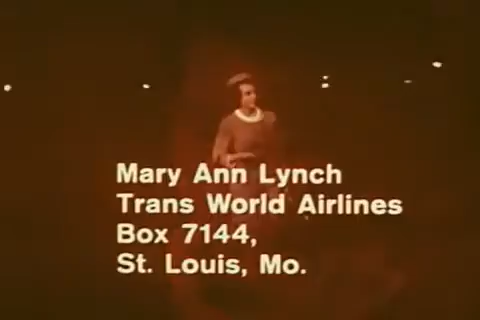 Mary Ann Lynch
Trans World Airlines
Box 7144,
St. Louis, Mo.